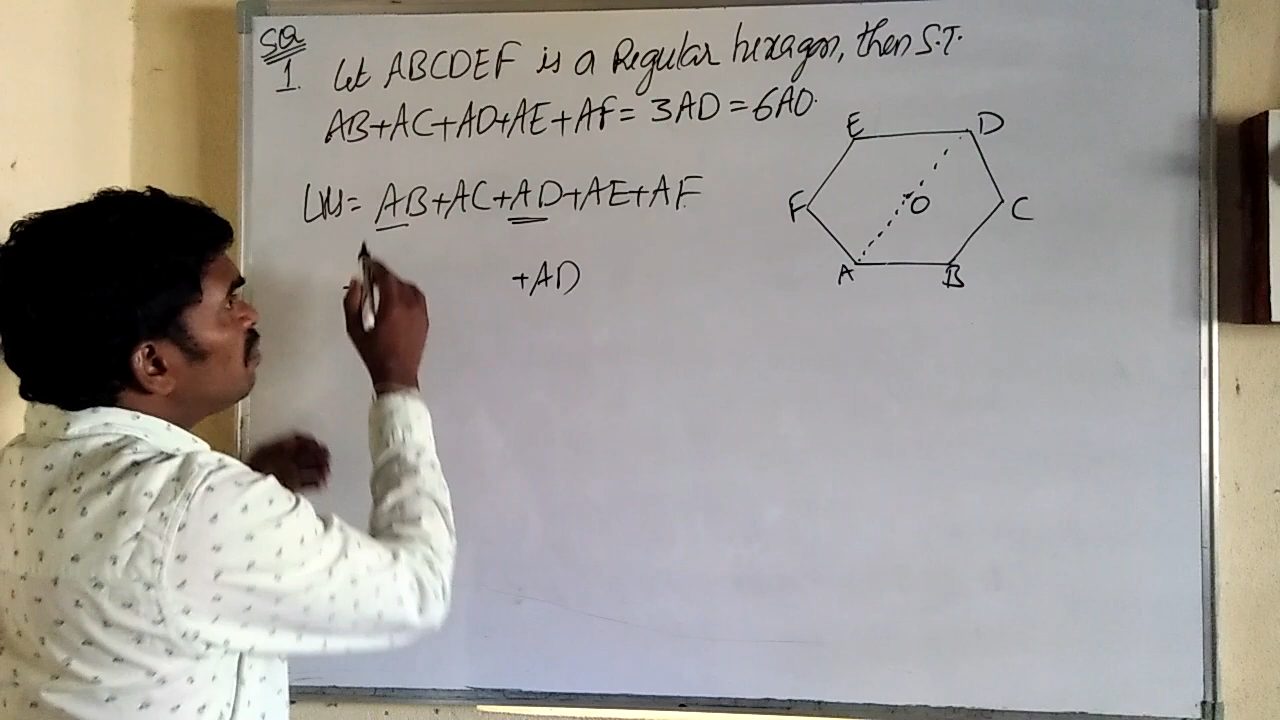 SQ
1. Let ABCDEF is a Regular hexagon, then S.T.
AB+AC+AD+AE+AF = 3AD = 6AO.
LHS= AB+AC+AD+AE+AF
+AD
E D
F O C
A B